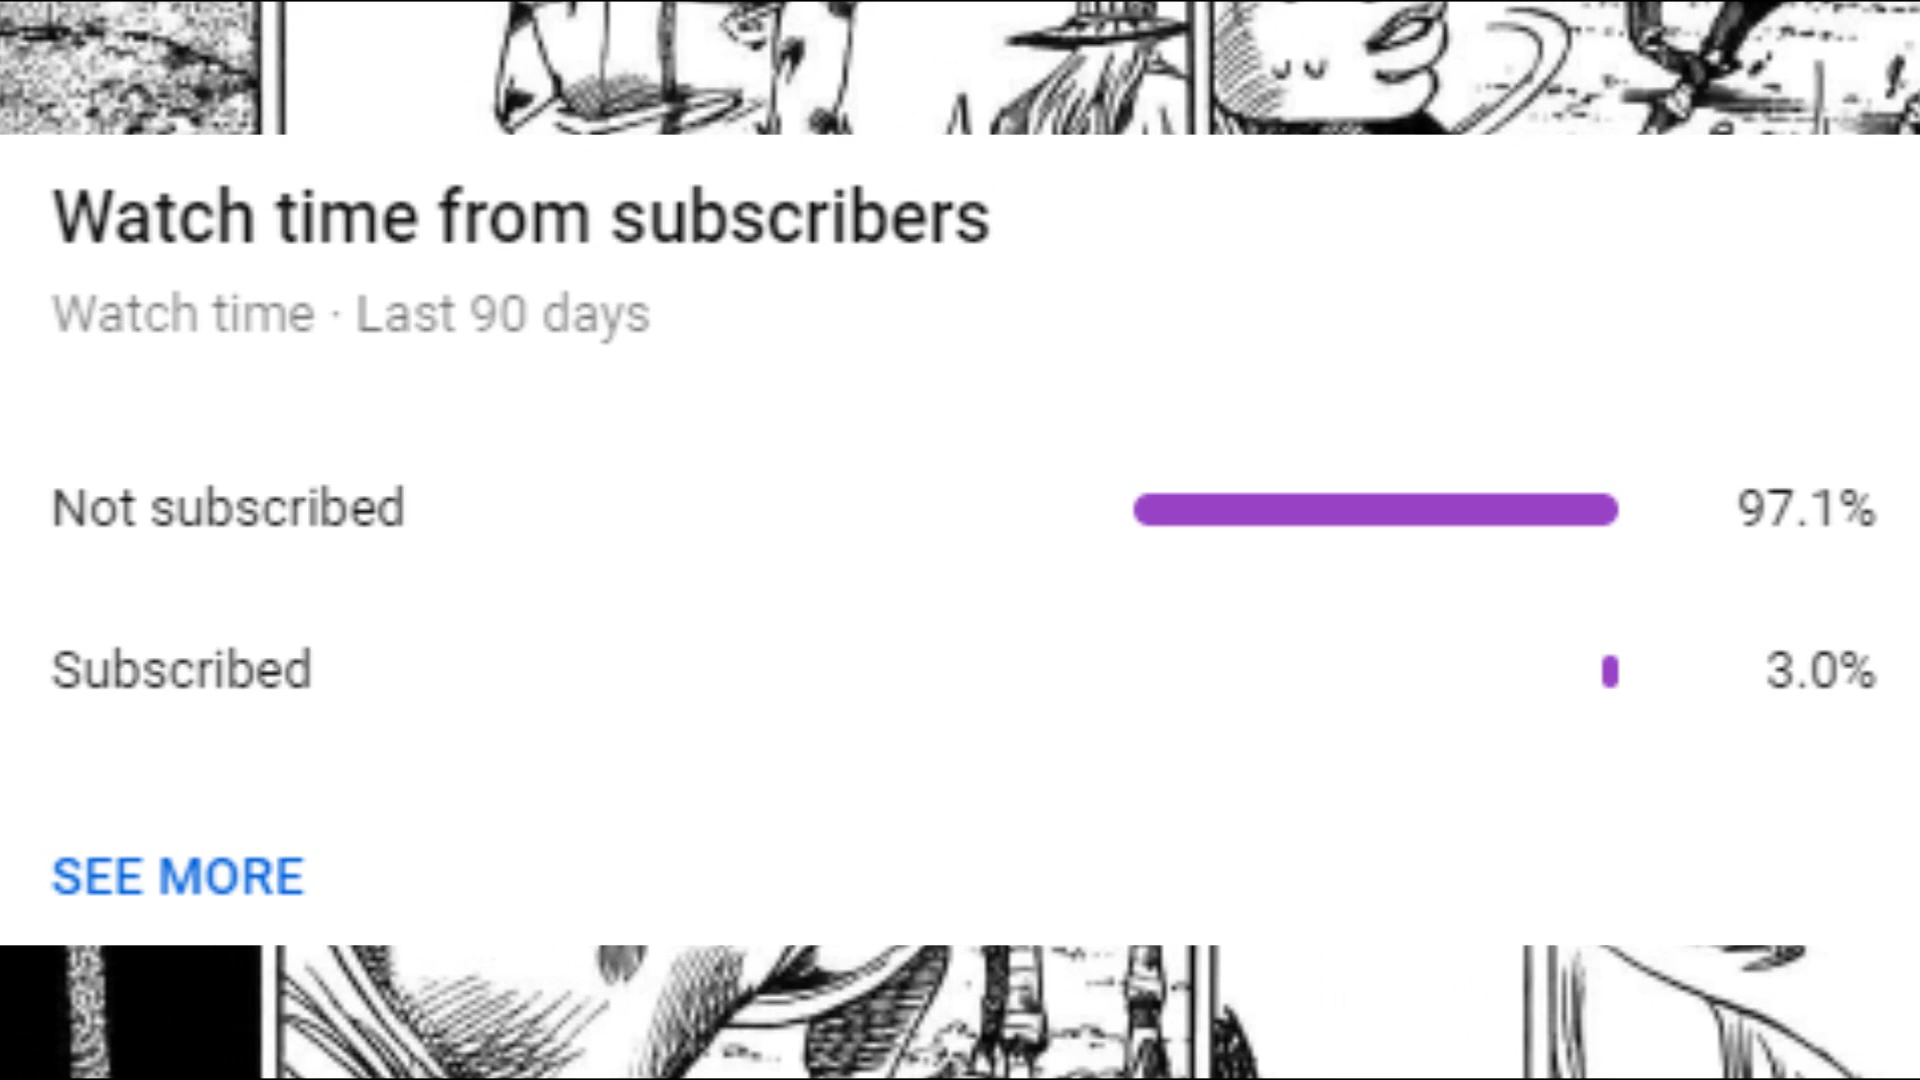 Watch time from subscribers
Watch time · Last 90 days
Not subscribed 97.1%
Subscribed 3.0%
SEE MORE